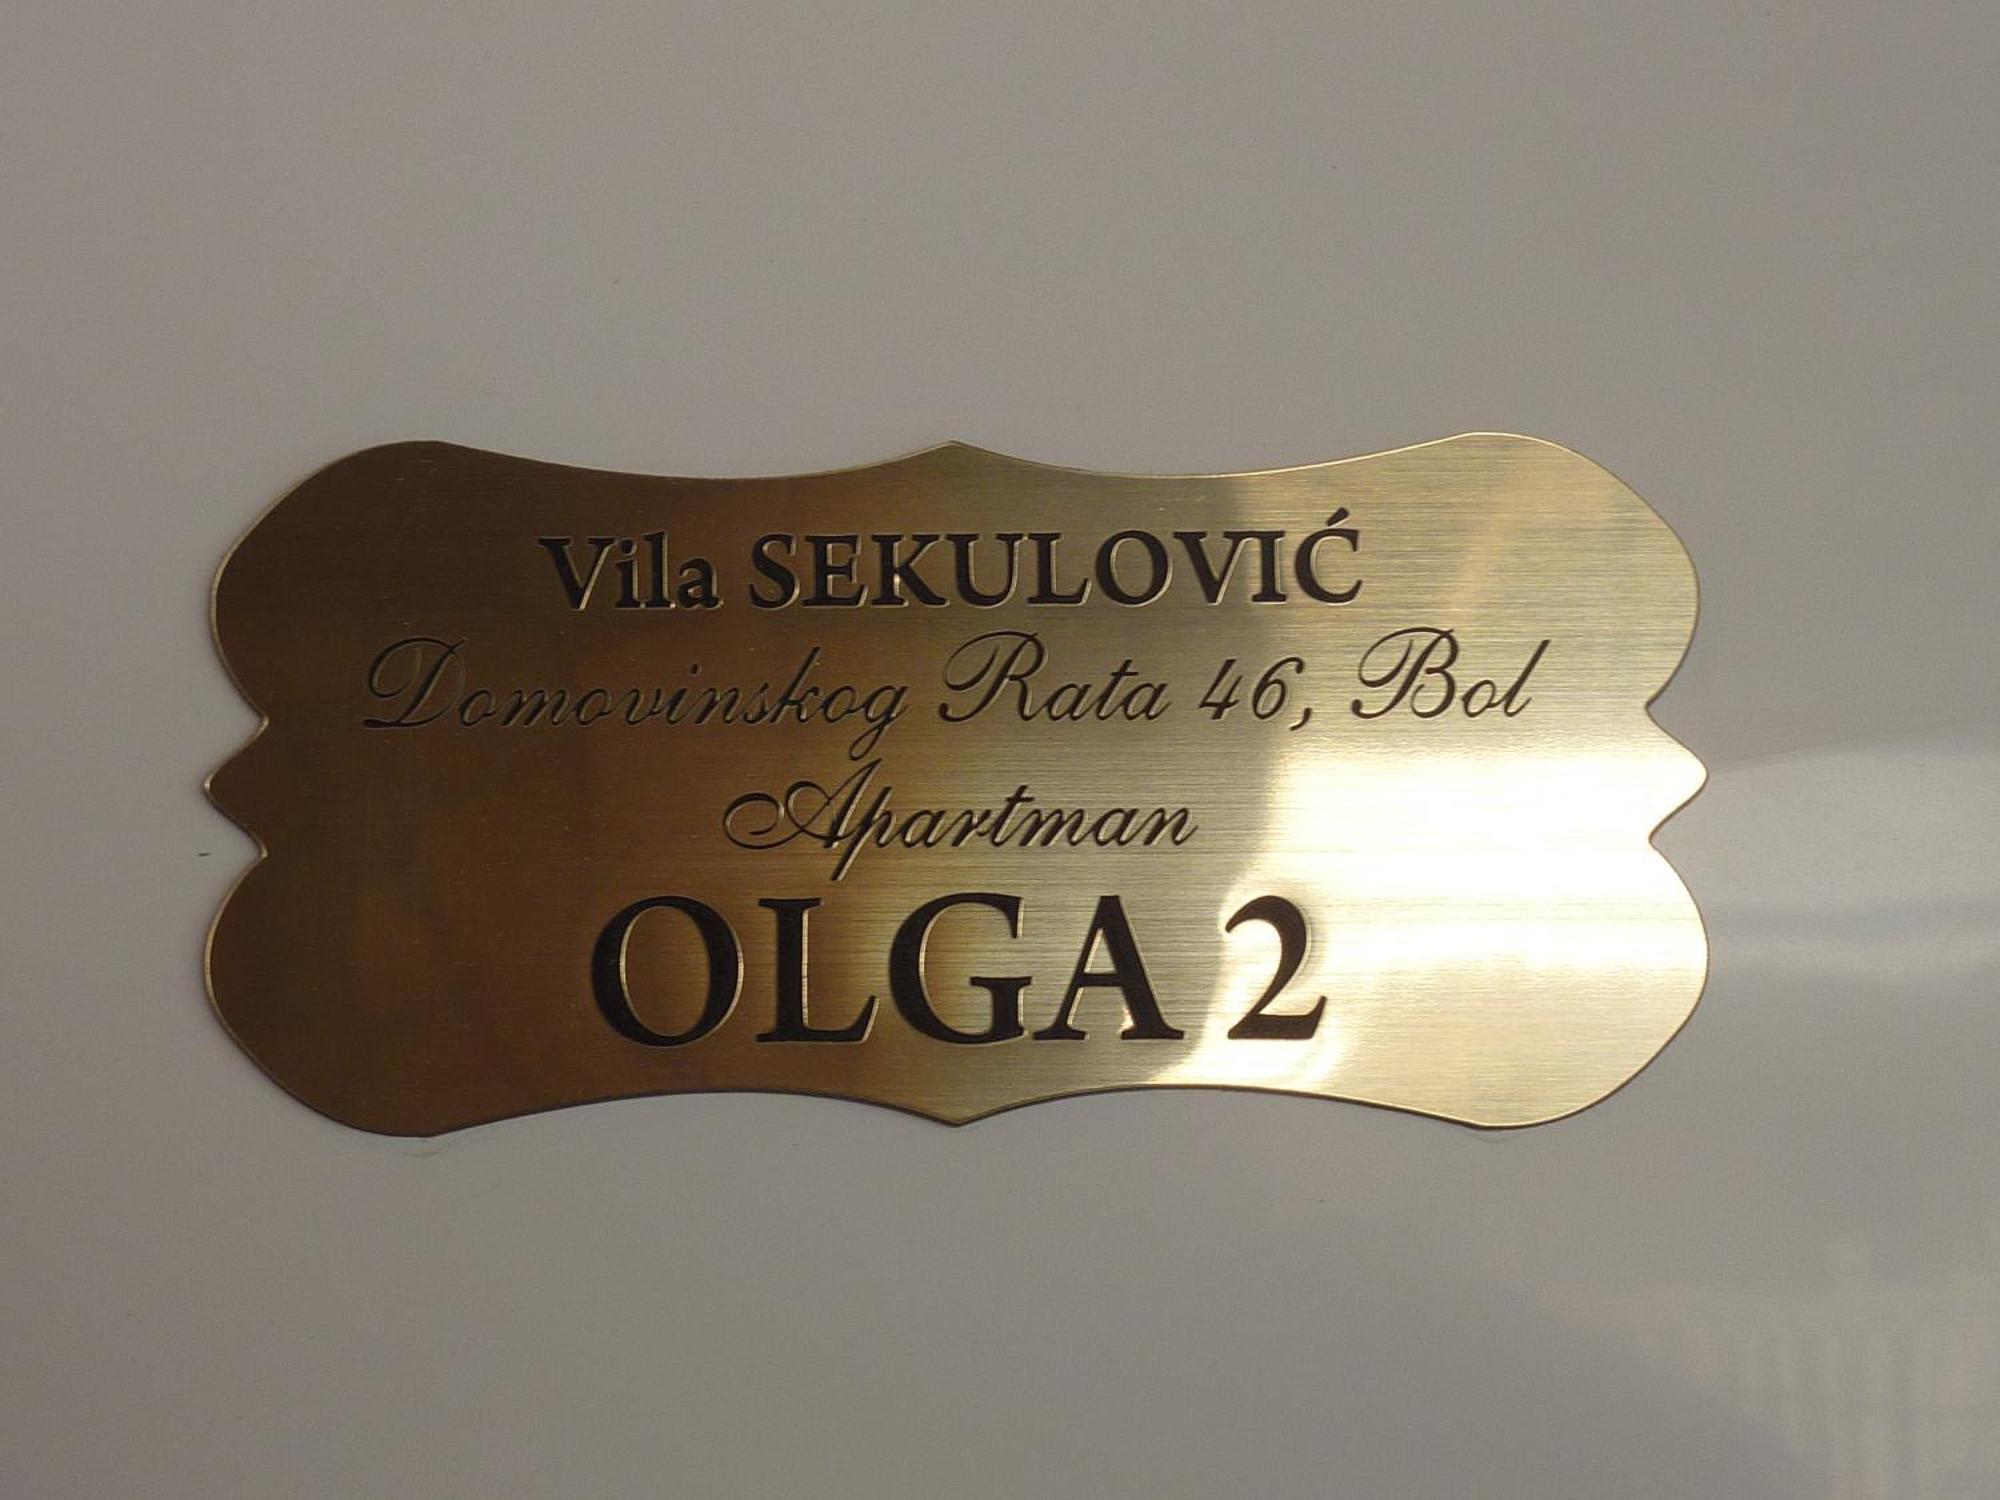 Vila SEKULOVIĆ
Domovinskog Rata 46, Bol
Apartman
OLGA 2